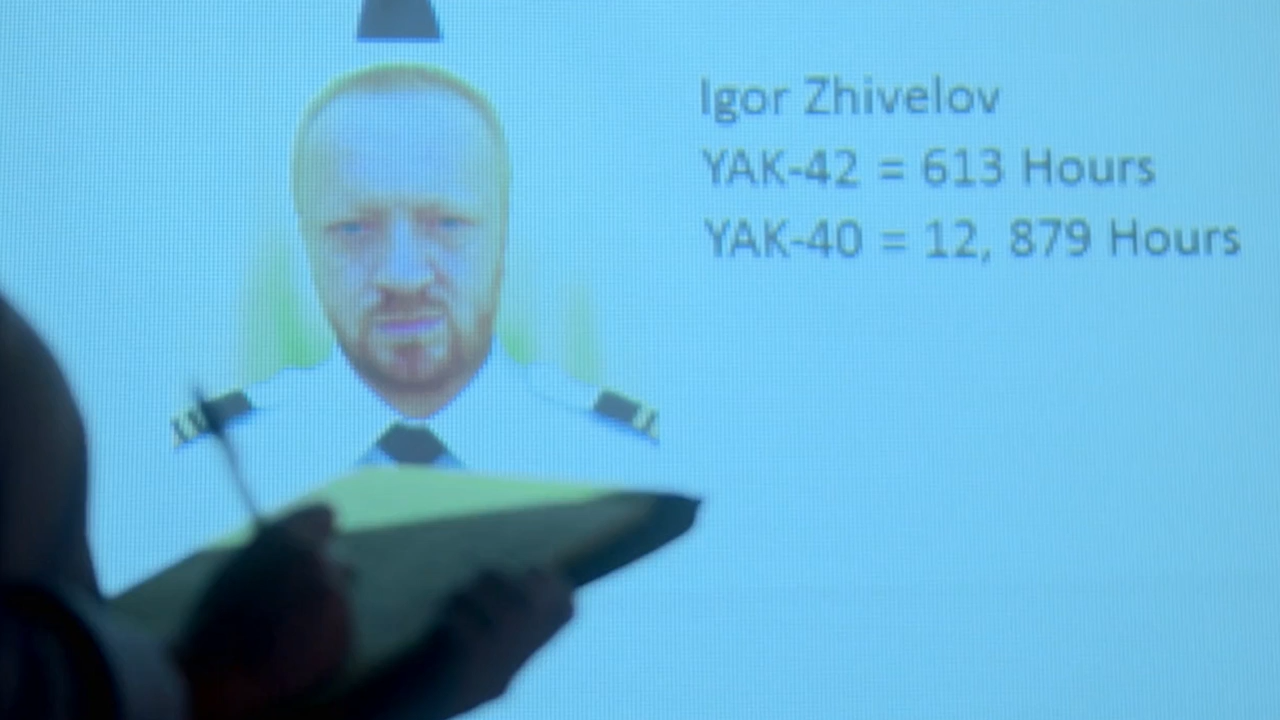 Igor Zhivelov
YAK-42 = 613 Hours
YAK-40 = 12, 879 Hours